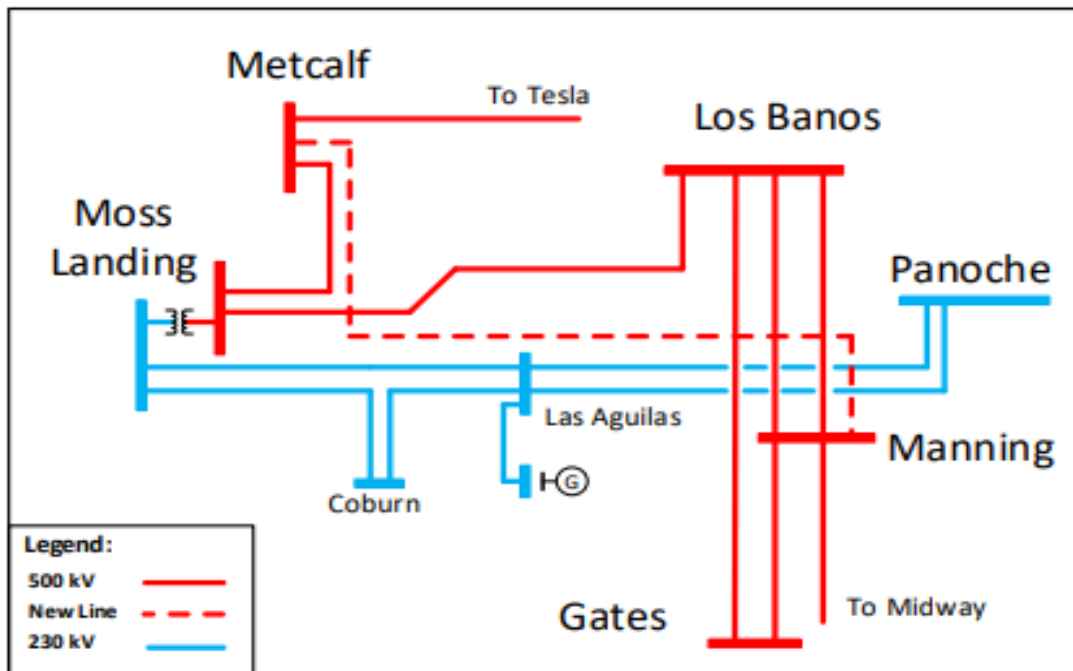 Metcalf
To Tesla
Los Banos
Moss
Landing
Panoche
Las Aguilas
Manning
Coburn
G
Legend:
500 kV
New Line
230 kV
Gates
To Midway